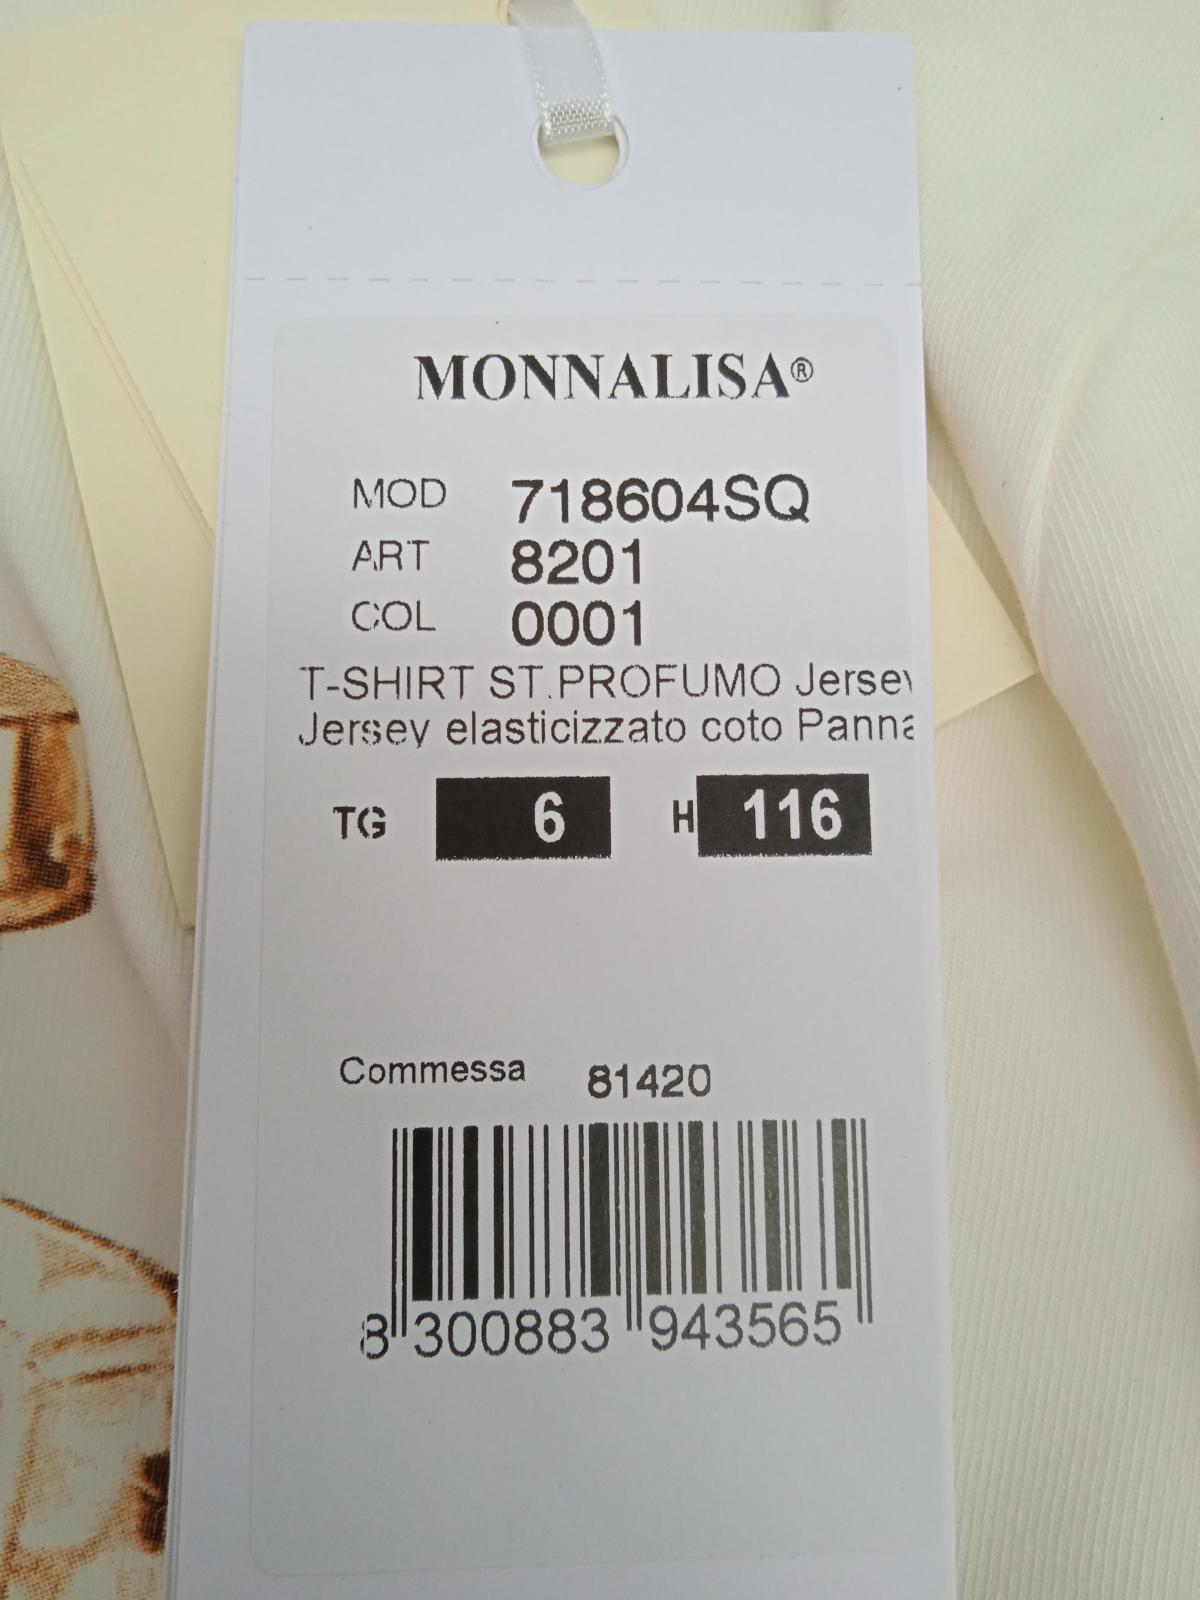 MONNALISA®
MOD 718604SQ
ART 8201
COL 0001
T-SHIRT ST.PROFUMO Jersey
Jersey elasticizzato coto Panna
TG 6 H 116
Commessa 81420
8 300883 943565